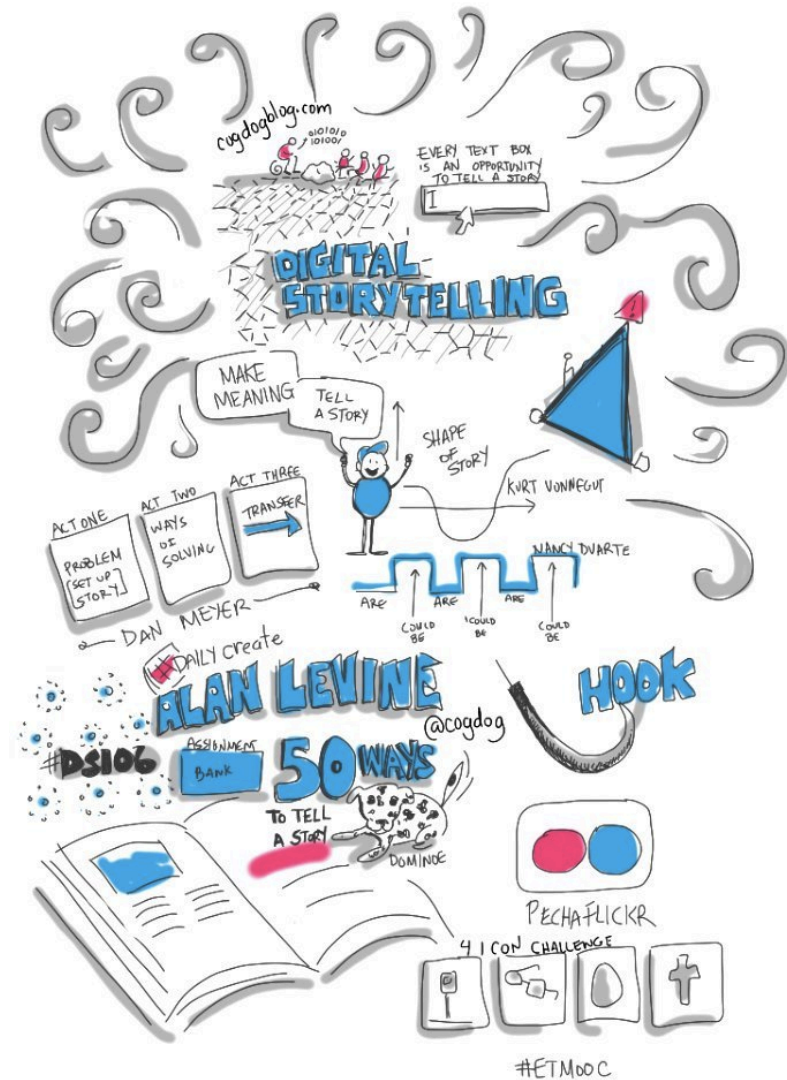 cogdogblog.com
010101 0
101001
EVERY TEXT BOX
IS AN OPPORTUNITY
TO TELL A STORY
I
DIGITAL
STORYTELLING
MAKE
MEANING
TELL
A STORY
SHAPE
OF
STORY
KURT VONNEGUT
ACT ONE
PROBLEM
[SET UP
STORY]
ACT TWO
WAYS
OF
SOLVING
ACT THREE
TRANSFER
DAN MEYER
NANCY DUARTE
ARE
COULD
BE
ARE
COULD
BE
ARE
COULD
BE
DAILY create
ALAN LEVINE
@cogdog
HOOK
#DS106
ASSIGNMENT
BANK
50 WAYS
TO TELL
A STORY
DOMINOE
PECHAFLICKR
4 ICON CHALLENGE
#ETMOOC